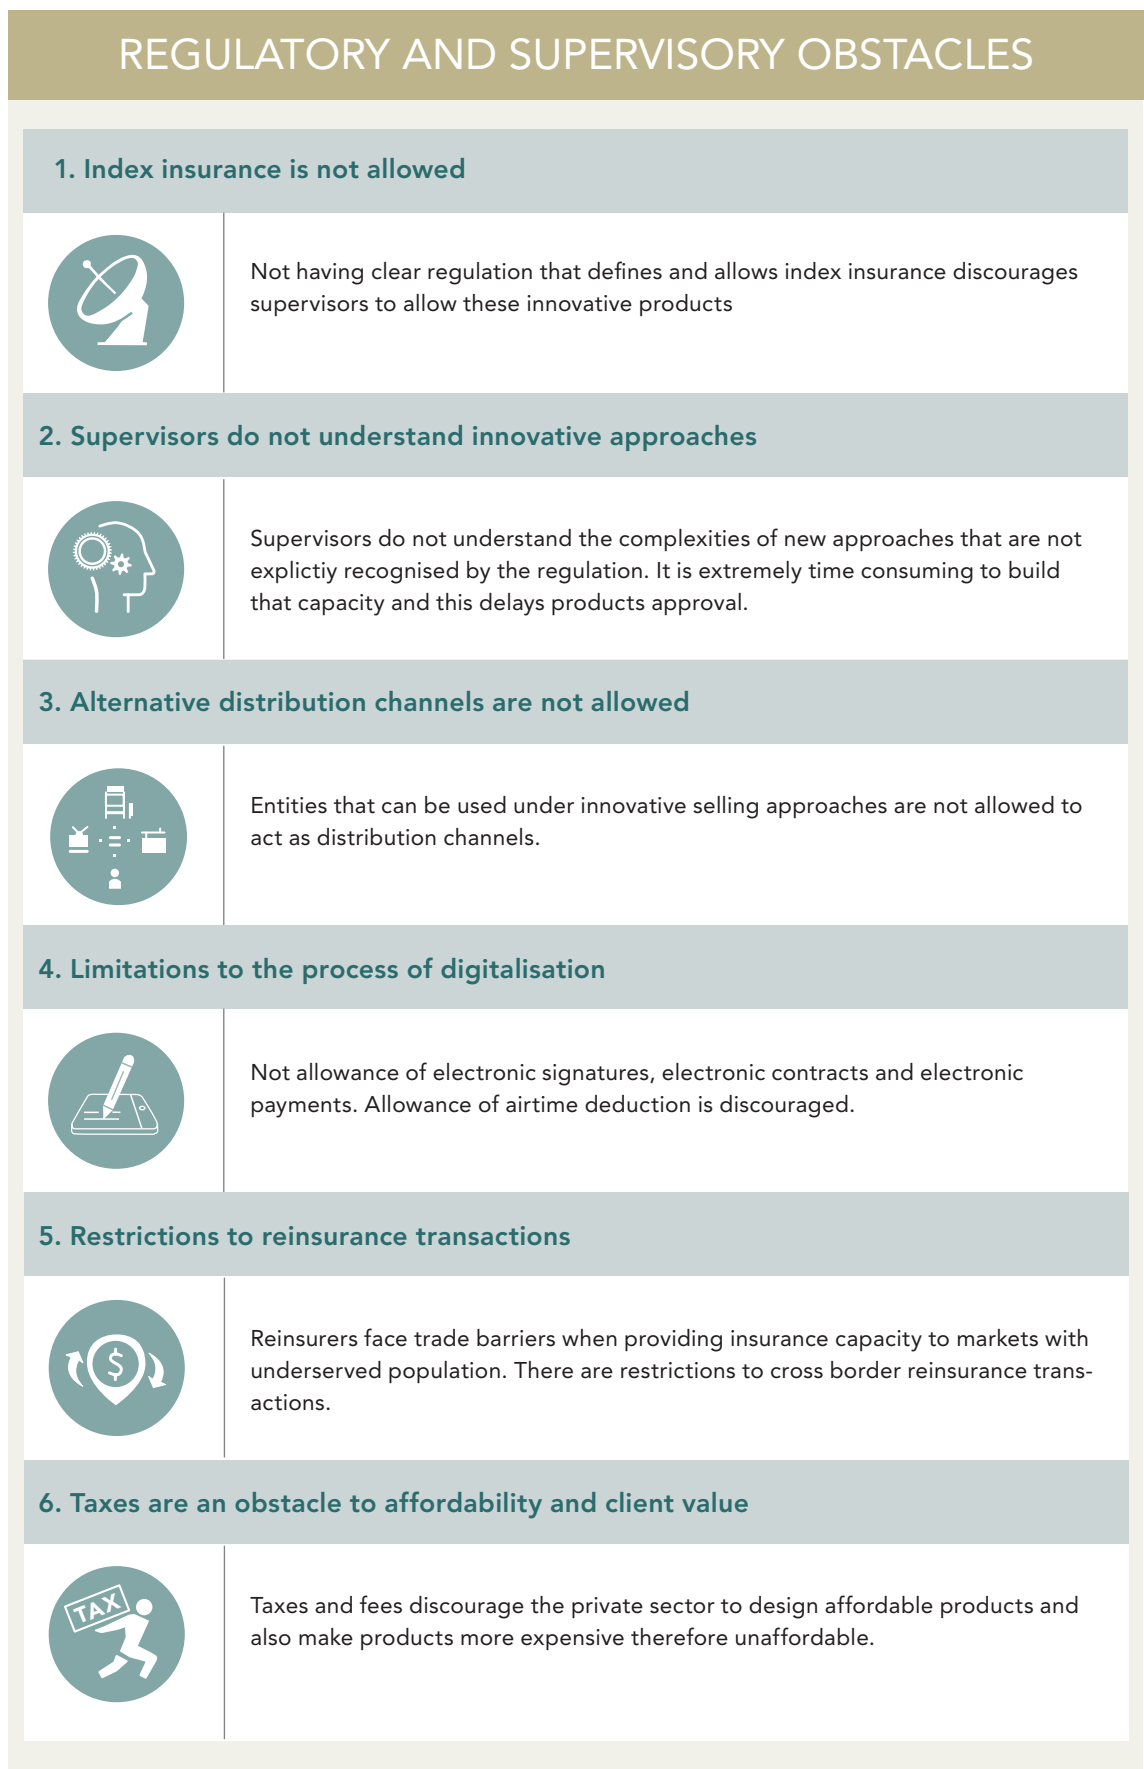 REGULATORY AND SUPERVISORY OBSTACLES
1. Index insurance is not allowed
Not having clear regulation that defines and allows index insurance discourages
supervisors to allow these innovative products
2. Supervisors do not understand innovative approaches
Supervisors do not understand the complexities of new approaches that are not
explictiy recognised by the regulation. It is extremely time consuming to build
that capacity and this delays products approval.
3. Alternative distribution channels are not allowed
Entities that can be used under innovative selling approaches are not allowed to
act as distribution channels.
4. Limitations to the process of digitalisation
Not allowance of electronic signatures, electronic contracts and electronic
payments. Allowance of airtime deduction is discouraged.
5. Restrictions to reinsurance transactions
$
Reinsurers face trade barriers when providing insurance capacity to markets with
underserved population. There are restrictions to cross border reinsurance trans-
actions.
6. Taxes are an obstacle to affordability and client value
TAX
Taxes and fees discourage the private sector to design affordable products and
also make products more expensive therefore unaffordable.